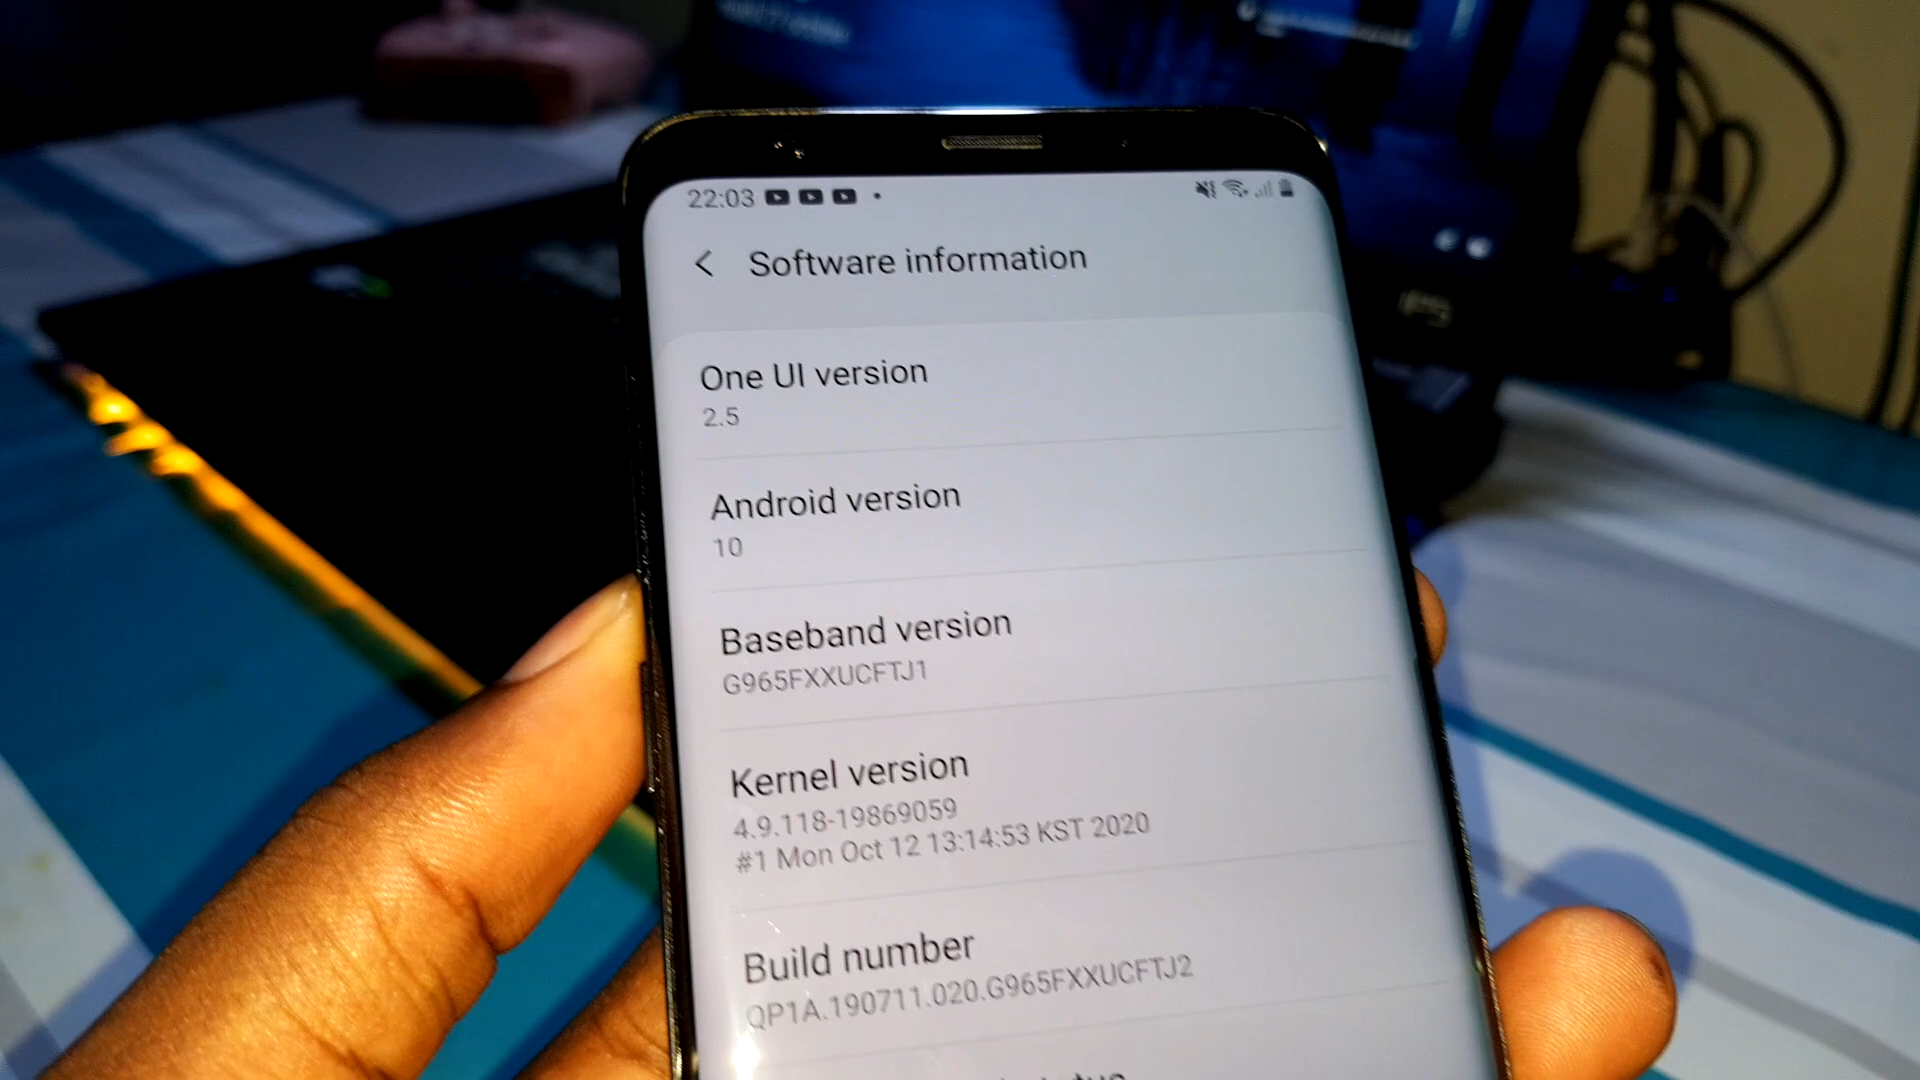 22:03
Software information
One UI version
2.5
Android version
10
Baseband version
G965FXXUCFTJ1
Kernel version
4.9.118-19869059
#1 Mon Oct 12 13:14:53 KST 2020
Build number
QP1A.190711.020.G965FXXUCFTJ2
IPS